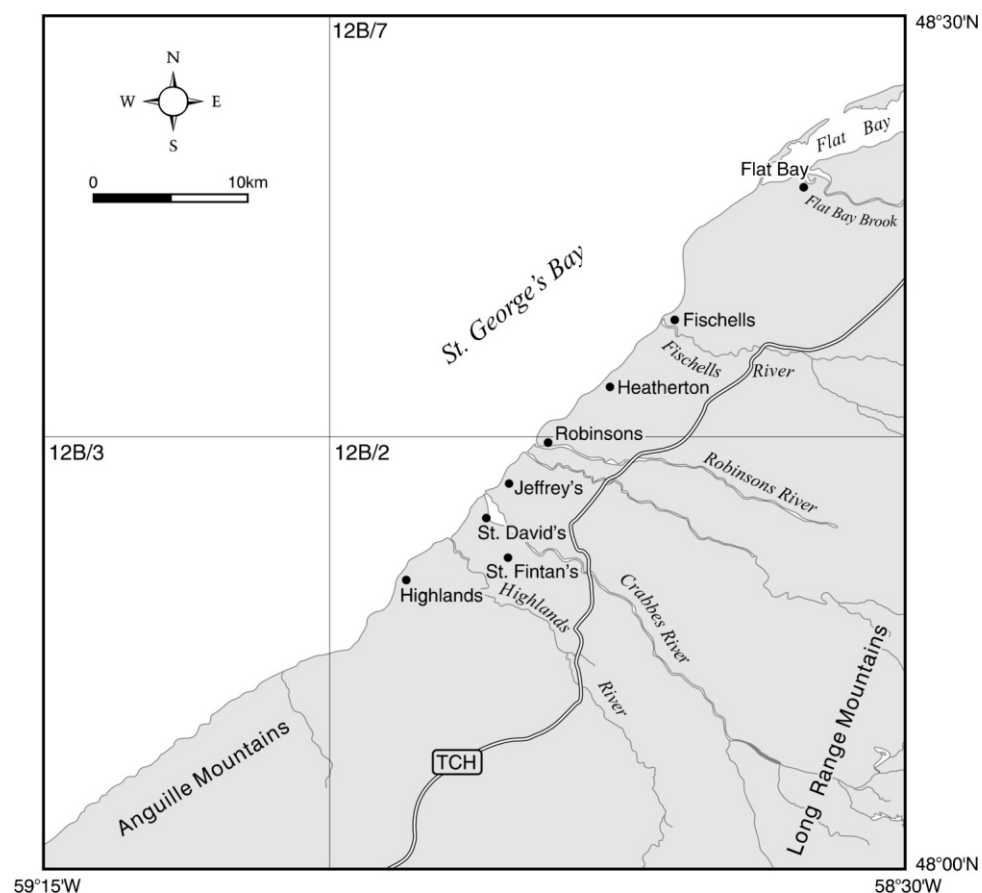 12B/7
48°30'N
N
W E
S
0 10km
Flat Bay
Flat Bay
Flat Bay Brook
St. George's Bay
Fischells
Fischells River
Heatherton
12B/3
12B/2
Robinsons
Robinsons River
Jeffrey's
St. David's
St. Fintan's
Highlands
Highlands River
Crabbes River
Long Range Mountains
Anguille Mountains
TCH
48°00'N
59°15'W
58°30'W